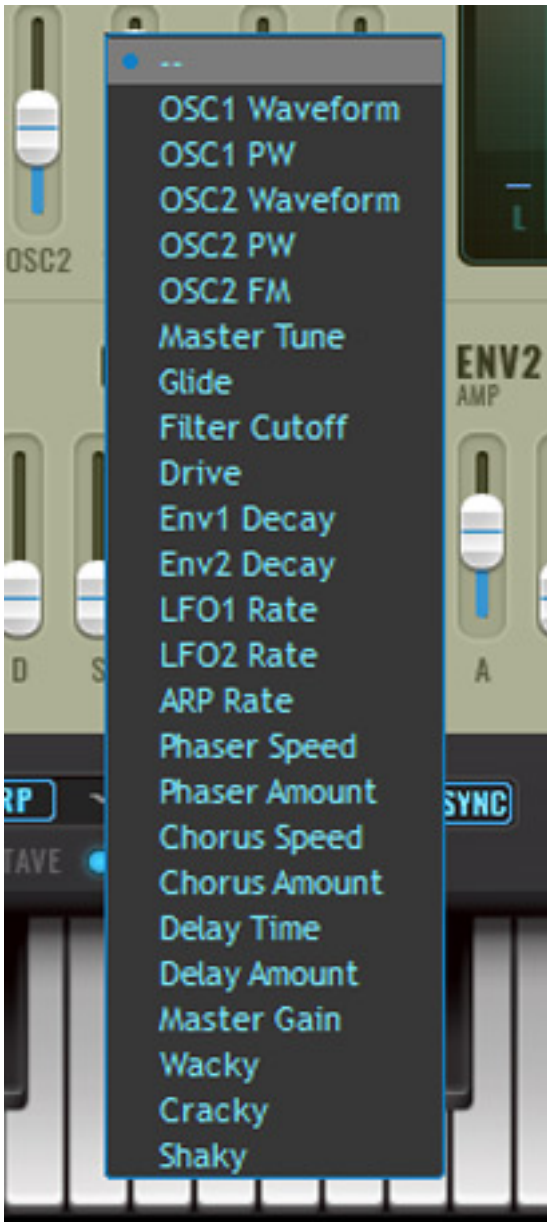 --
OSC1 Waveform
OSC1 PW
OSC2 Waveform
OSC2 PW
OSC2 FM
Master Tune
Glide
Filter Cutoff
Drive
Env1 Decay
Env2 Decay
LFO1 Rate
LFO2 Rate
ARP Rate
Phaser Speed
Phaser Amount
Chorus Speed
Chorus Amount
Delay Time
Delay Amount
Master Gain
Wacky
Cracky
Shaky
OSC2
L
ENV2
AMP
D
S
A
RP
SYNC
TAVE